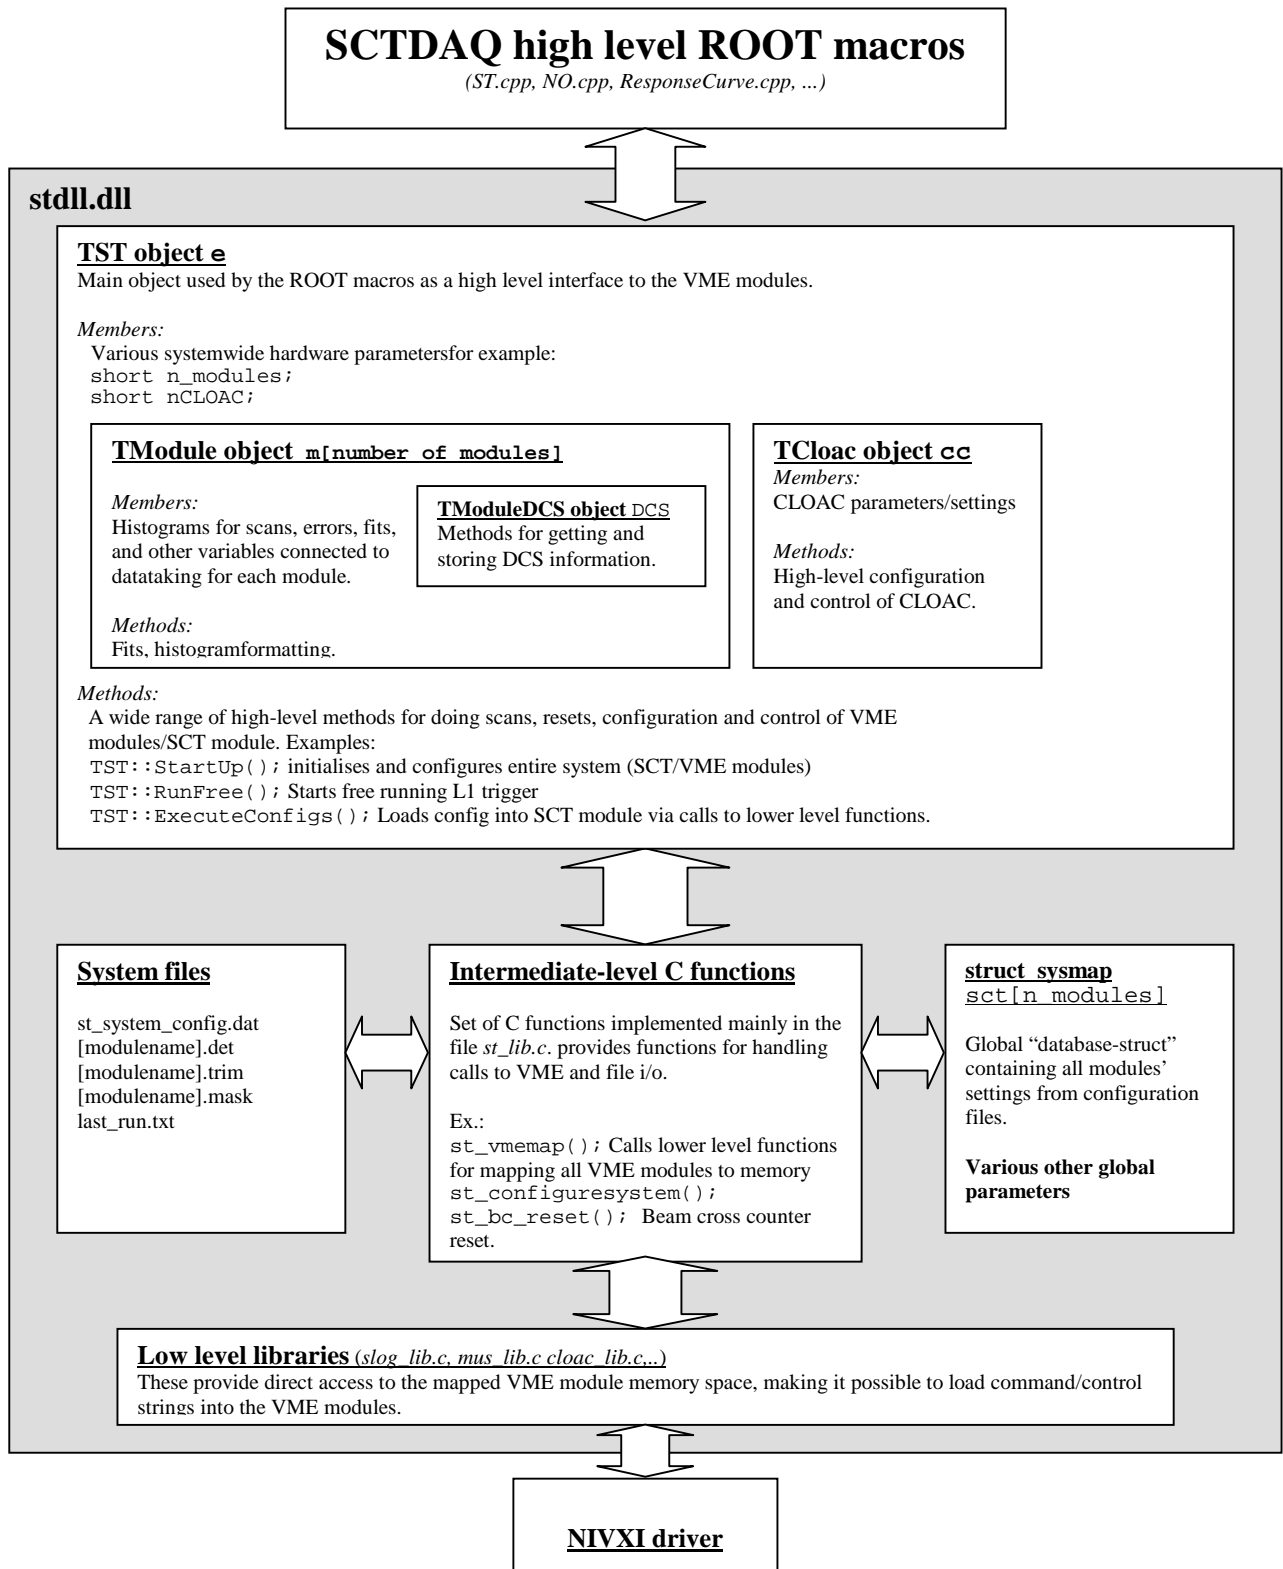 SCTDAQ high level ROOT macros
(ST.cpp, NO.cpp, ResponseCurve.cpp, ...)
stdll.dll
TST object e
Main object used by the ROOT macros as a high level interface to the VME modules.
Members:
Various systemwide hardware parametersfor example:
short n_modules;
short nCLOAC;
TModule object m[number of modules]
Members:
Histograms for scans, errors, fits,
and other variables connected to
datataking for each module.
Methods:
Fits, histogramformatting.
TModuleDCS object DCS
Methods for getting and
storing DCS information.
TCloac object cc
Members:
CLOAC parameters/settings
Methods:
High-level configuration
and control of CLOAC.
Methods:
A wide range of high-level methods for doing scans, resets, configuration and control of VME
modules/SCT module. Examples:
TST::StartUp(); initialises and configures entire system (SCT/VME modules)
TST::RunFree(); Starts free running L1 trigger
TST::ExecuteConfigs(); Loads config into SCT module via calls to lower level functions.
System files
st_system_config.dat
[modulename].det
[modulename].trim
[modulename].mask
last_run.txt
Intermediate-level C functions
Set of C functions implemented mainly in the
file st_lib.c. provides functions for handling
calls to VME and file i/o.
Ex.:
st_vmemap(); Calls lower level functions
for mapping all VME modules to memory
st_configuresystem();
st_bc_reset(); Beam cross counter
reset.
struct sysmap
sct[n_modules]
Global “database-struct”
containing all modules’
settings from configuration
files.
Various other global
parameters
Low level libraries (slog_lib.c, mus_lib.c cloac_lib.c,..)
These provide direct access to the mapped VME module memory space, making it possible to load command/control
strings into the VME modules.
NIVXI driver